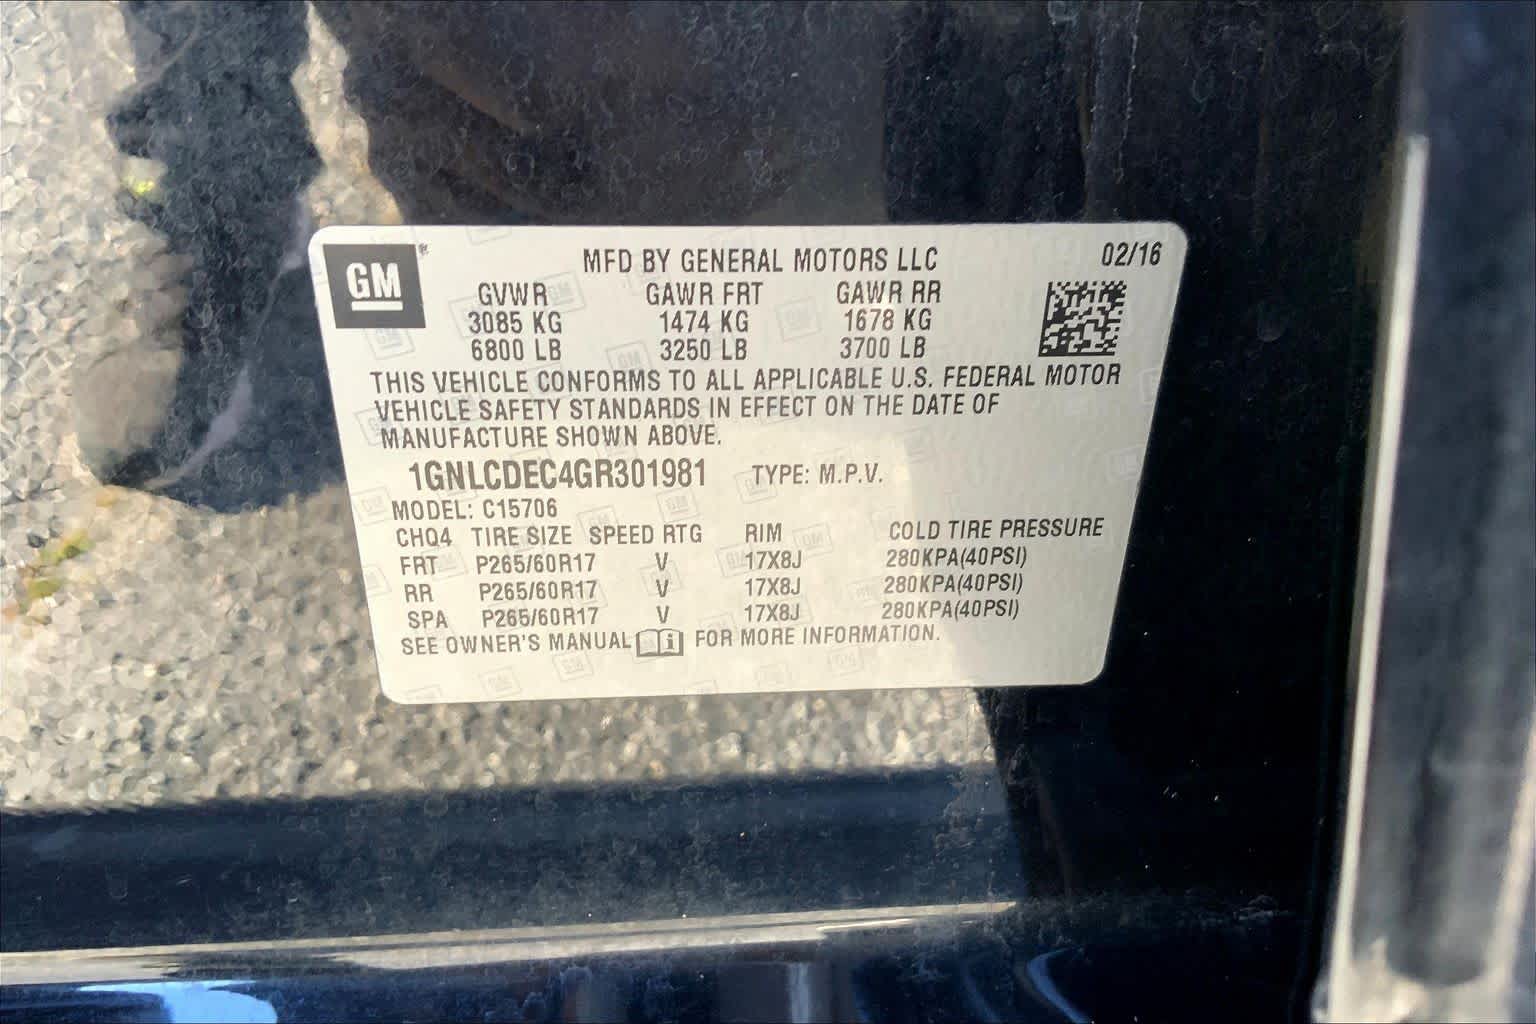 GM
MFD BY GENERAL MOTORS LLC 02/16
GVWR GAWR FRT GAWR RR
3085 KG 1474 KG 1678 KG
6800 LB 3250 LB 3700 LB
THIS VEHICLE CONFORMS TO ALL APPLICABLE U.S. FEDERAL MOTOR
VEHICLE SAFETY STANDARDS IN EFFECT ON THE DATE OF
MANUFACTURE SHOWN ABOVE.
1GNLCDEC4GR301981 TYPE: M.P.V.
MODEL: C15706
CHQ4 TIRE SIZE SPEED RTG RIM COLD TIRE PRESSURE
FRT P265/60R17 V 17X8J 280KPA(40PSI)
RR P265/60R17 V 17X8J 280KPA(40PSI)
SPA P265/60R17 V 17X8J 280KPA(40PSI)
SEE OWNER'S MANUAL i FOR MORE INFORMATION.